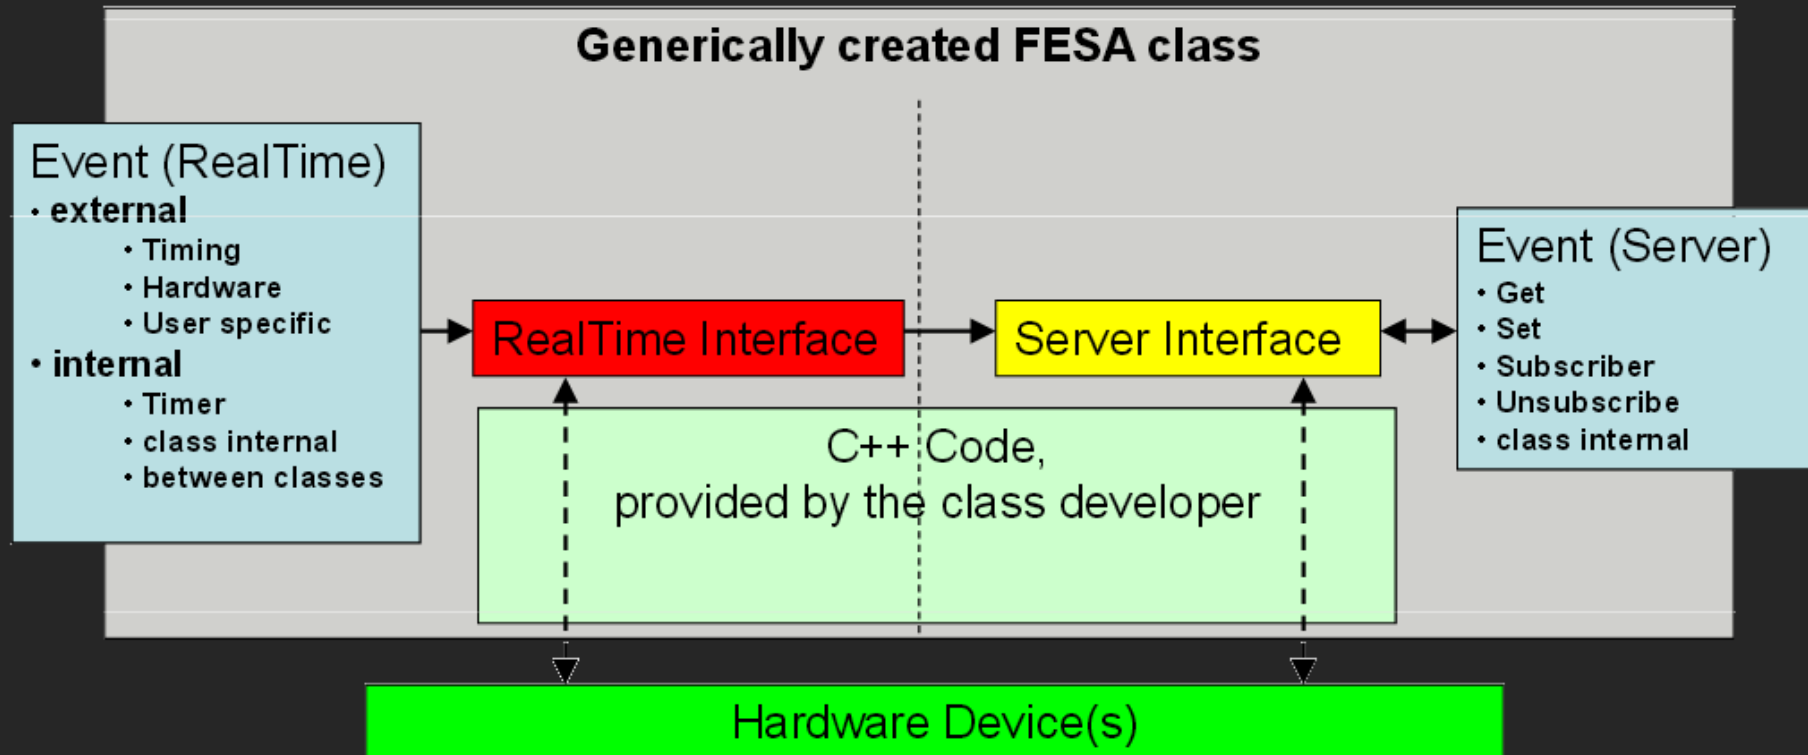 Generically created FESA class
Event (RealTime)
• external
• Timing
• Hardware
• User specific
• internal
• Timer
• class internal
• between classes
RealTime Interface
Server Interface
Event (Server)
• Get
• Set
• Subscriber
• Unsubscribe
• class internal
C++ Code,
provided by the class developer
Hardware Device(s)